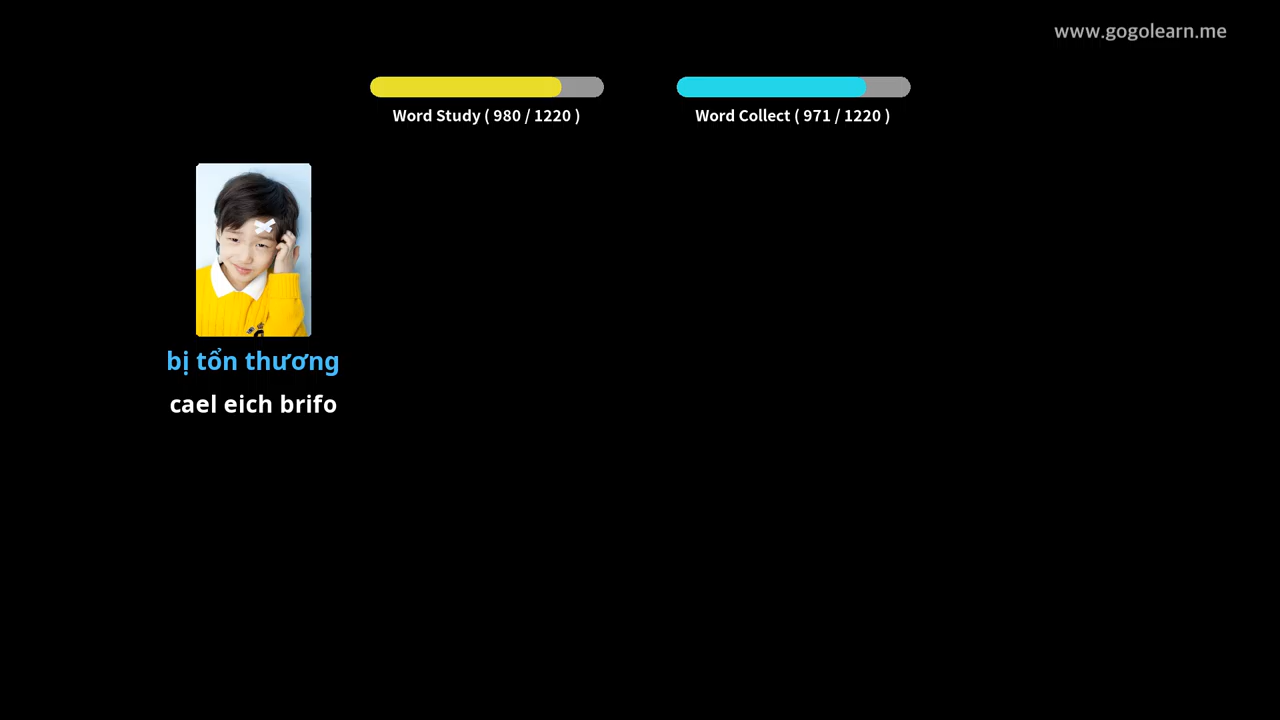 www.gogolearn.me
Word Study ( 980 / 1220 )
Word Collect ( 971 / 1220 )
bị tổn thương
cael eich brifo